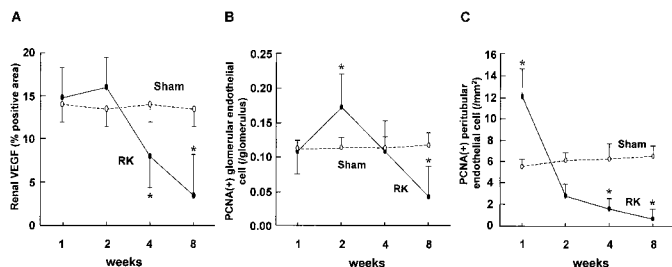 A
Renal VEGF (% positive area)
20
15
10
5
0
Sham
RK
*
*
1 2 4 8
weeks
B
PCNA(+) glomerular endothelial
cell (/glomerulus)
0.25
0.20
0.15
0.10
0.05
0.00
*
Sham
RK
*
1 2 4 8
weeks
C
PCNA(+) peritubular
endothelial cell (/mm²)
16
14
12
10
8
6
4
2
0
*
Sham
RK
*
*
1 2 4 8
weeks